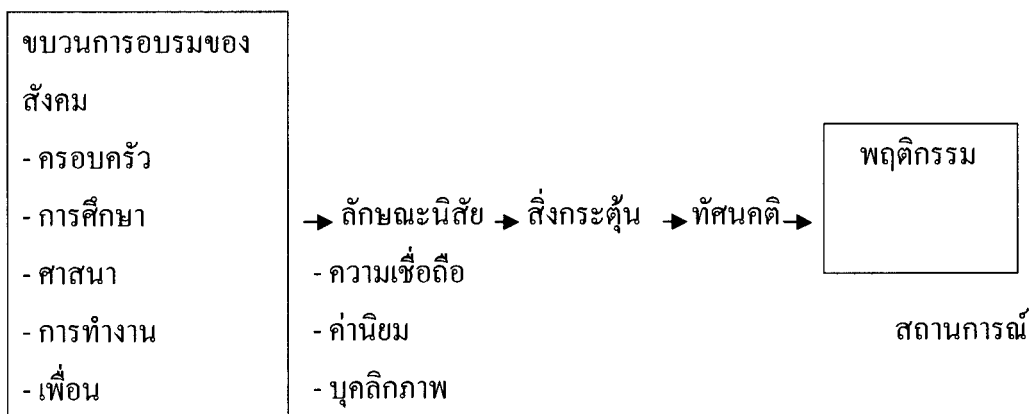 ขบวนการอบรมของ
สังคม
- ครอบครัว
- การศึกษา
- ศาสนา
- การทำงาน
- เพื่อน
ลักษณะนิสัย
- ความเชื่อถือ
- ค่านิยม
- บุคลิกภาพ
สิ่งกระตุ้น
ทัศนคติ
พฤติกรรม
สถานการณ์